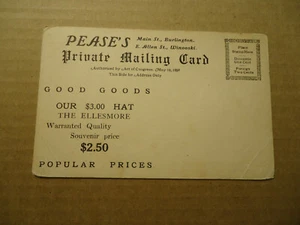 PEASE'S
Main St., Burlington.
S. Allen St., Winooski.
Private Mailing Card
Authorized by Act of Congress, (May 19, 1898)
This Side for Address Only.
GOOD GOODS
OUR $3.00 HAT
THE ELLESMORE
Warranted Quality
Souvenir price
$2.50
POPULAR PRICES